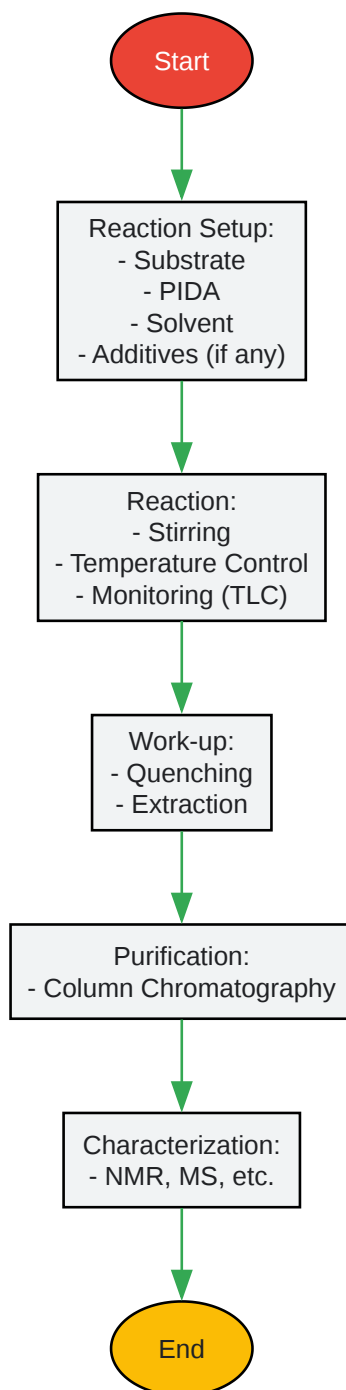 Start
Reaction Setup:
- Substrate
- PIDA
- Solvent
- Additives (if any)
Reaction:
- Stirring
- Temperature Control
- Monitoring (TLC)
Work-up:
- Quenching
- Extraction
Purification:
- Column Chromatography
Characterization:
- NMR, MS, etc.
End